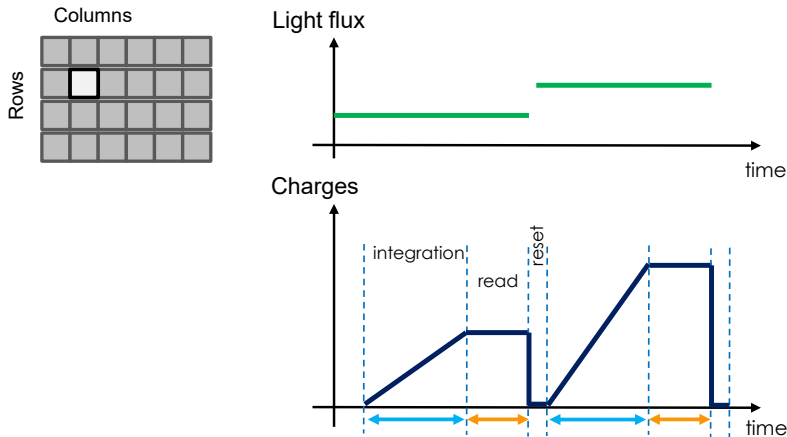 Columns
Rows
Light flux
time
Charges
integration
read
reset
time